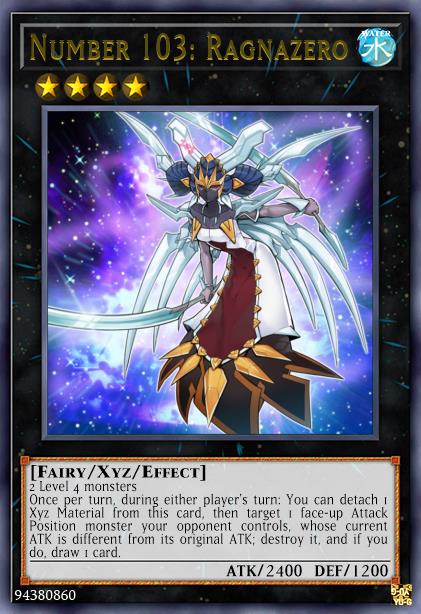 Number 103: Ragnazero
WATER
水
[Fairy/Xyz/Effect]
2 Level 4 monsters
Once per turn, during either player's turn: You can detach 1
Xyz Material from this card, then target 1 face-up Attack
Position monster your opponent controls, whose current
ATK is different from its original ATK; destroy it, and if you
do, draw 1 card.
ATK/2400 DEF/1200
94380860